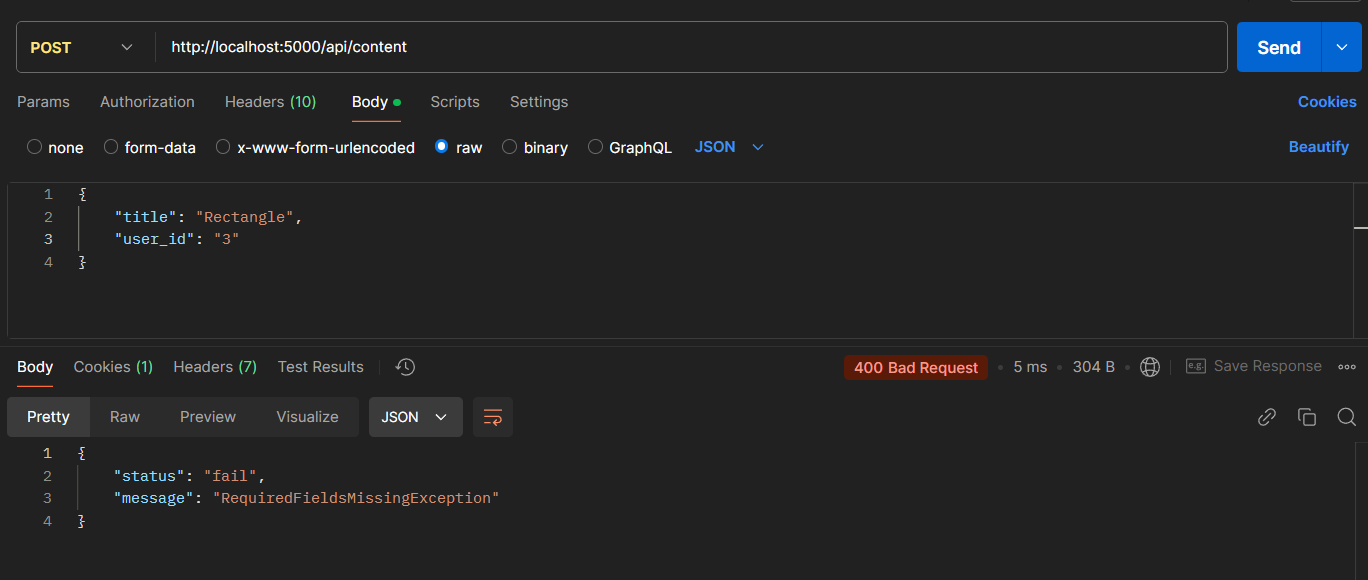 POST http://localhost:5000/api/content Send
Params Authorization Headers (10) Body Scripts Settings Cookies
none form-data x-www-form-urlencoded raw binary GraphQL JSON Beautify
1 {
2 "title": "Rectangle",
3 "user_id": "3"
4 }
Body Cookies (1) Headers (7) Test Results 400 Bad Request 5 ms 304 B e.g. Save Response
Pretty Raw Preview Visualize JSON
1 {
2 "status": "fail",
3 "message": "RequiredFieldsMissingException"
4 }